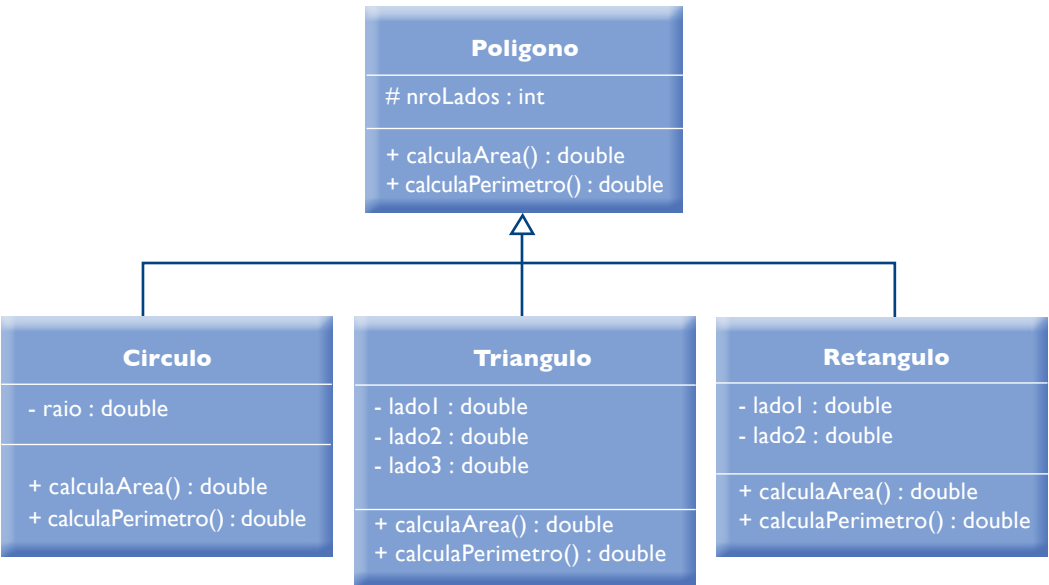 Poligono
# nroLados : int
+ calculaArea() : double
+ calculaPerimetro() : double
Circulo
- raio : double
+ calculaArea() : double
+ calculaPerimetro() : double
Triangulo
- lado1 : double
- lado2 : double
- lado3 : double
+ calculaArea() : double
+ calculaPerimetro() : double
Retangulo
- lado1 : double
- lado2 : double
+ calculaArea() : double
+ calculaPerimetro() : double